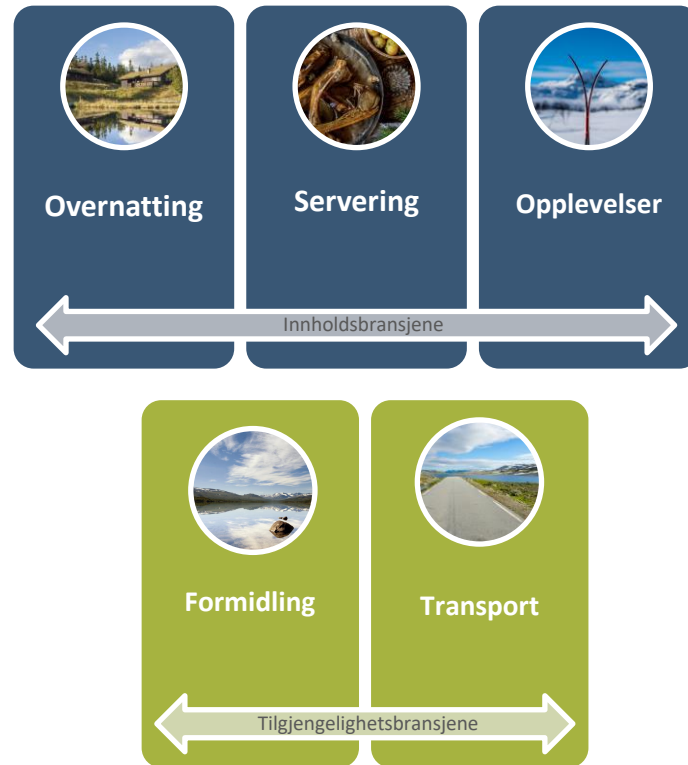 Overnatting
Servering
Opplevelser
Innholdsbransjene
Formidling
Transport
Tilgjengelighetsbransjene